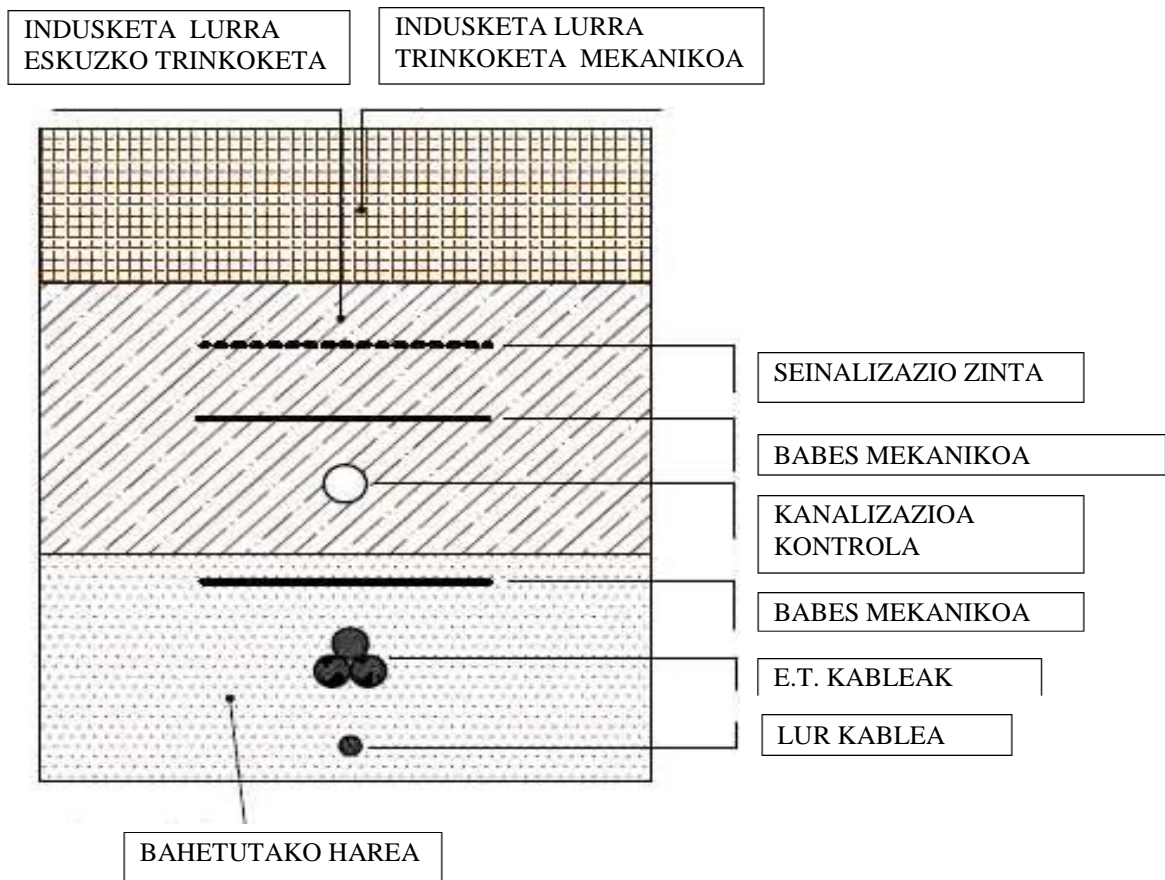 INDUSKETA LURRA
ESKUZKO TRINKOKETA
INDUSKETA LURRA
TRINKOKETA MEKANIKOA
SEINALIZAZIO ZINTA
BABES MEKANIKOA
KANALIZAZIOA
KONTROLA
BABES MEKANIKOA
E.T. KABLEAK
LUR KABLEA
BAHETUTAKO HAREA